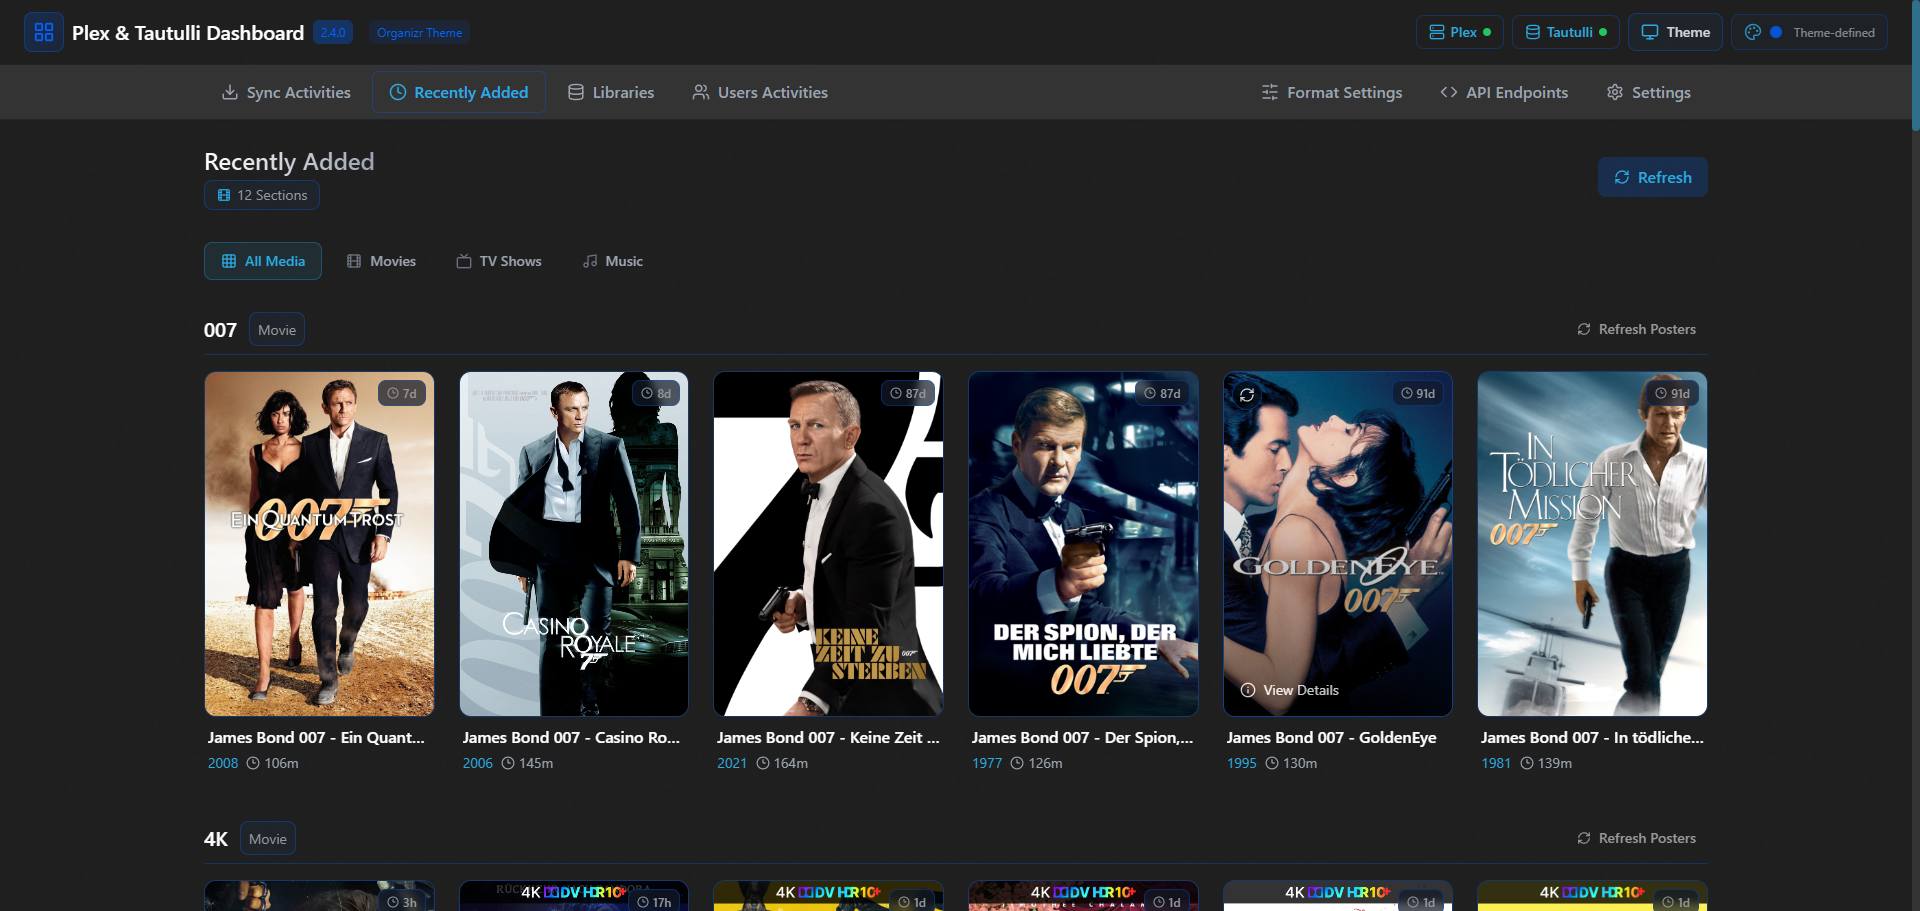 Plex & Tautulli Dashboard 2.4.0 Organizr Theme Plex Tautulli Theme Theme-defined
Sync Activities Recently Added Libraries Users Activities Format Settings API Endpoints Settings
Recently Added
12 Sections
Refresh
All Media Movies TV Shows Music
007 Movie Refresh Posters
7d
EIN QUANTUM TROST
007
8d
007
CASINO
ROYALE
007
87d
KEINE
ZEIT ZU
STERBEN
007
87d
DER SPION, DER
MICH LIEBTE
007
91d
GOLDENEYE
007
View Details
91d
IN
TÖDLICHER
MISSION
007
James Bond 007 - Ein Quant...
2008 106m
James Bond 007 - Casino Ro...
2006 145m
James Bond 007 - Keine Zeit ...
2021 164m
James Bond 007 - Der Spion,...
1977 126m
James Bond 007 - GoldenEye
1995 130m
James Bond 007 - In tödliche...
1981 139m
4K Movie Refresh Posters
3h
4K DV HDR10+
17h
4K DV HDR10+
1d
4K DV HDR10+
1d
4K DV HDR10+
1d
4K DV HDR10+
1d